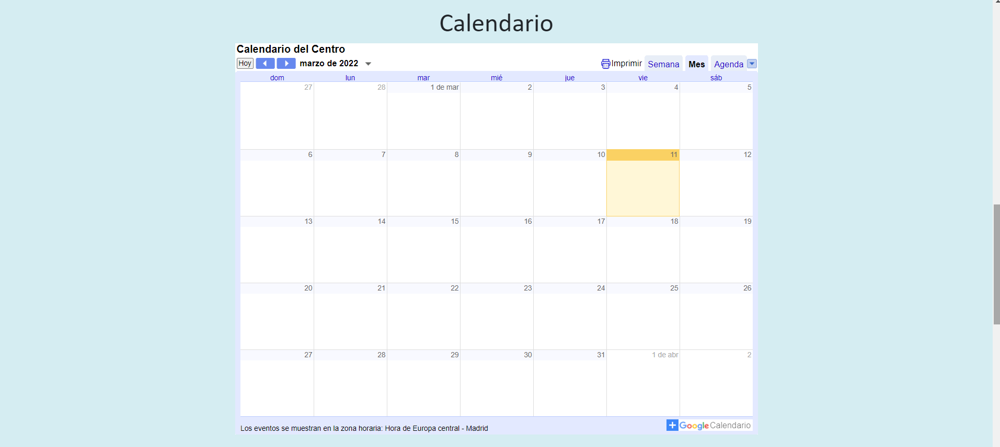 Calendario
Calendario del Centro
Hoy marzo de 2022 Imprimir Semana Mes Agenda
dom lun mar mié jue vie sáb
27 28 1 de mar 2 3 4 5
6 7 8 9 10 11 12
13 14 15 16 17 18 19
20 21 22 23 24 25 26
27 28 29 30 31 1 de abr 2
Los eventos se muestran en la zona horaria: Hora de Europa central - Madrid
Google Calendario